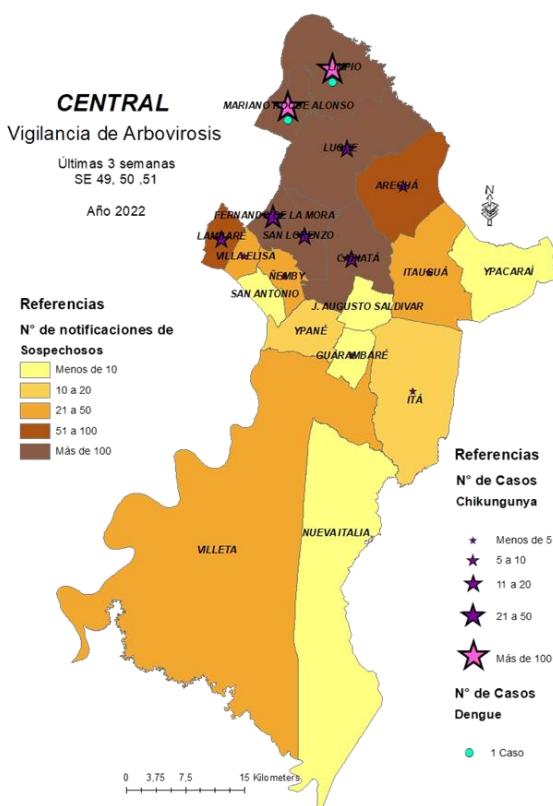 CENTRAL
Vigilancia de Arbovirosis
Últimas 3 semanas
SE 49, 50 ,51
Año 2022
LIMPIO
MARIANO ROQUE ALONSO
LUQUE
AREGUÁ
N
FERNANDO DE LA MORA
LAMBARÉ
SAN LORENZO
VILLA ELISA
CAPIATÁ
ITAUGUÁ
YPACARAÍ
ÑEMBY
SAN ANTONIO
J. AUGUSTO SALDIVAR
YPANÉ
GUARAMBARÉ
ITÁ
VILLETA
NUEVA ITALIA
Referencias
N° de notificaciones de
Sospechosos
Menos de 10
10 a 20
21 a 50
51 a 100
Más de 100
Referencias
N° de Casos
Chikungunya
Menos de 5
5 a 10
11 a 20
21 a 50
Más de 100
N° de Casos
Dengue
1 Caso
0 3,75 7,5 15 Kilometers